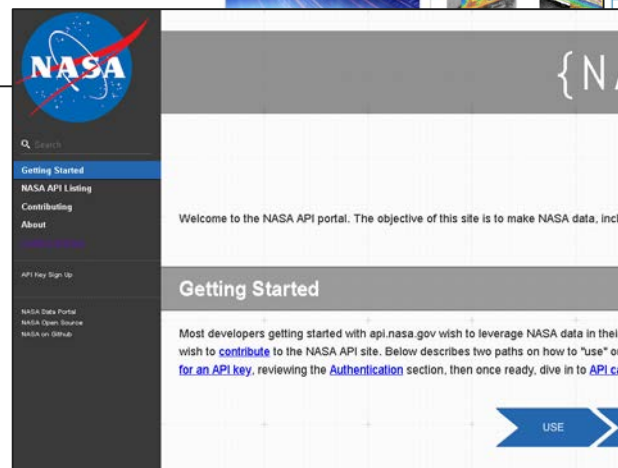 NASA
Search
Getting Started
NASA API Listing
Contributing
About
API Key Sign Up
NASA Data Portal
NASA Open Source
NASA on Github
{N
Welcome to the NASA API portal. The objective of this site is to make NASA data,
Getting Started
Most developers getting started with api.nasa.gov wish to leverage NASA data in
wish to contribute to the NASA API site. Below describes two paths on how to "use"
for an API key, reviewing the Authentication section, then once ready, dive in to API
USE